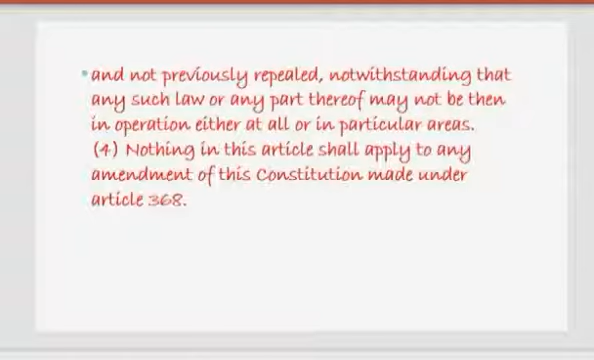 and not previously repealed, notwithstanding that
any such law or any part thereof may not be then
in operation either at all or in particular areas.
(4) Nothing in this article shall apply to any
amendment of this Constitution made under
article 368.